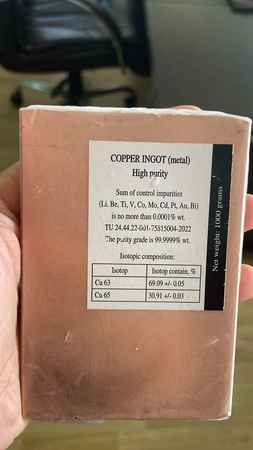 COPPER INGOT (metal)
High purity
Sum of control impurities
(Li. Be, Ti, V, Co, Mo, Cd, Pt, Au, Bi)
is no more than 0.0001% wt.
TU 24.44.22-001-75815004-2022
The purity grade is 99.9999% wt.
Isotopic composition:
Isotop Isotop contain, %
Cu 63 69.09 +/- 0.05
Cu 65 30.91 +/- 0.03
Net weight: 1000 grams